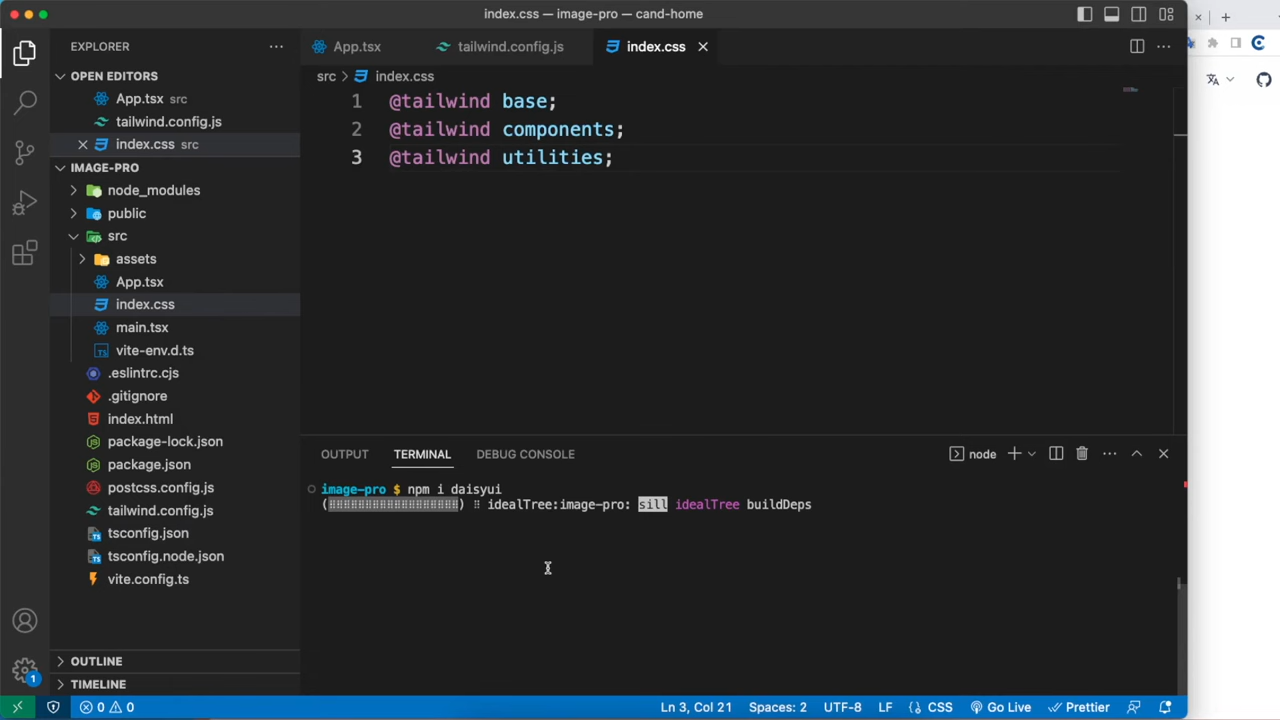 index.css — image-pro — cand-home
EXPLORER
App.tsx
tailwind.config.js
index.css
OPEN EDITORS
src
index.css
App.tsx src
tailwind.config.js
index.css src
IMAGE-PRO
node_modules
public
src
assets
App.tsx
index.css
main.tsx
vite-env.d.ts
.eslintrc.cjs
.gitignore
index.html
package-lock.json
package.json
postcss.config.js
tailwind.config.js
tsconfig.json
tsconfig.node.json
vite.config.ts
OUTLINE
TIMELINE
1 @tailwind base;
2 @tailwind components;
3 @tailwind utilities;
OUTPUT
TERMINAL
DEBUG CONSOLE
node
image-pro $ npm i daisyui
(⠿⠿⠿⠿⠿⠿⠿⠿⠿⠿⠿⠿⠿⠿⠿⠿⠿⠿) ⠿ idealTree:image-pro: sill idealTree buildDeps
1
0 0
Ln 3, Col 21
Spaces: 2
UTF-8
LF
CSS
Go Live
Prettier